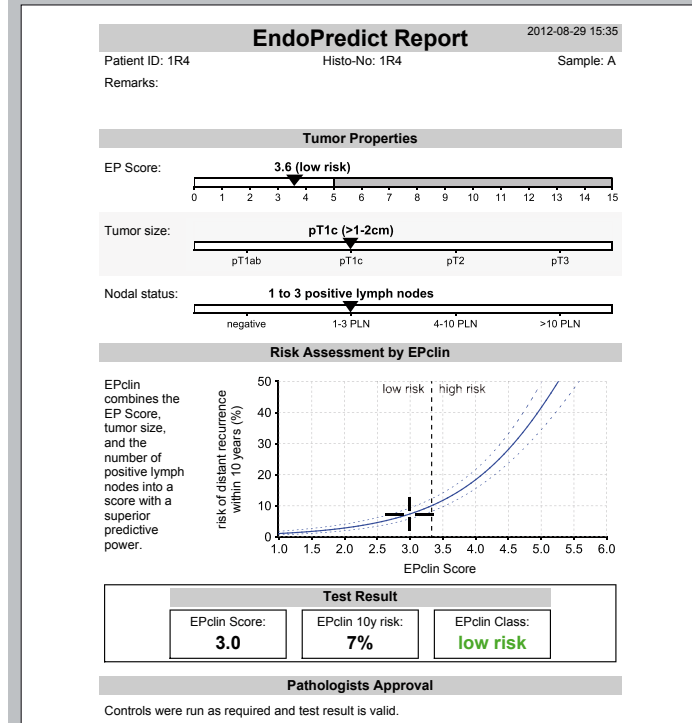 EndoPredict Report
2012-08-29 15:35
Patient ID: 1R4
Histo-No: 1R4
Sample: A
Remarks:
Tumor Properties
EP Score:
3.6 (low risk)
0 1 2 3 4 5 6 7 8 9 10 11 12 13 14 15
Tumor size:
pT1c (>1-2cm)
pT1ab pT1c pT2 pT3
Nodal status:
1 to 3 positive lymph nodes
negative 1-3 PLN 4-10 PLN >10 PLN
Risk Assessment by EPclin
EPclin
combines the
EP Score,
tumor size,
and the
number of
positive lymph
nodes into a
score with a
superior
predictive
power.
risk of distant recurrence
within 10 years (%)
50
40
30
20
10
0
low risk high risk
1.0 1.5 2.0 2.5 3.0 3.5 4.0 4.5 5.0 5.5 6.0
EPclin Score
Test Result
EPclin Score:
3.0
EPclin 10y risk:
7%
EPclin Class:
low risk
Pathologists Approval
Controls were run as required and test result is valid.